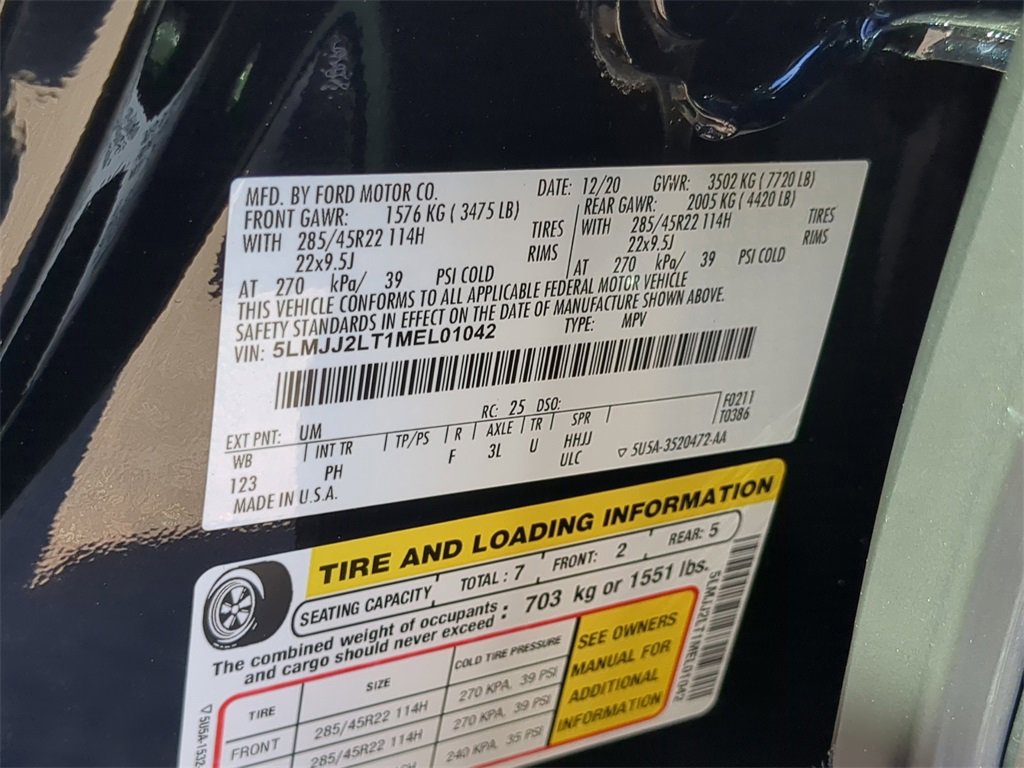 MFD. BY FORD MOTOR CO. DATE: 12/20 GVWR: 3502 KG ( 7720 LB)
FRONT GAWR: 1576 KG ( 3475 LB) REAR GAWR: 2005 KG ( 4420 LB)
WITH 285/45R22 114H TIRES WITH 285/45R22 114H TIRES
22x9.5J RIMS 22x9.5J RIMS
AT 270 kPa/ 39 PSI COLD AT 270 kPa/ 39 PSI COLD
THIS VEHICLE CONFORMS TO ALL APPLICABLE FEDERAL MOTOR VEHICLE
SAFETY STANDARDS IN EFFECT ON THE DATE OF MANUFACTURE SHOWN ABOVE.
VIN: 5LMJJ2LT1MEL01042 TYPE: MPV
EXT PNT: UM RC: 25 DSO: F0211
WB INT TR TP/PS R AXLE TR SPR T0386
123 PH F 3L U HHJJ
ULC ▽ 5U5A-3520472-AA
MADE IN U.S.A.
TIRE AND LOADING INFORMATION
SEATING CAPACITY TOTAL : 7 FRONT: 2 REAR: 5
The combined weight of occupants
and cargo should never exceed : 703 kg or 1551 lbs.
TIRE SIZE COLD TIRE PRESSURE
FRONT 285/45R22 114H 270 KPA, 39 PSI
285/45R22 114H 270 KPA, 39 PSI
240 KPA, 35 PSI
SEE OWNERS
MANUAL FOR
ADDITIONAL
INFORMATION
5LMJJ2LT1MEL01042
▽ 5U5A-1532